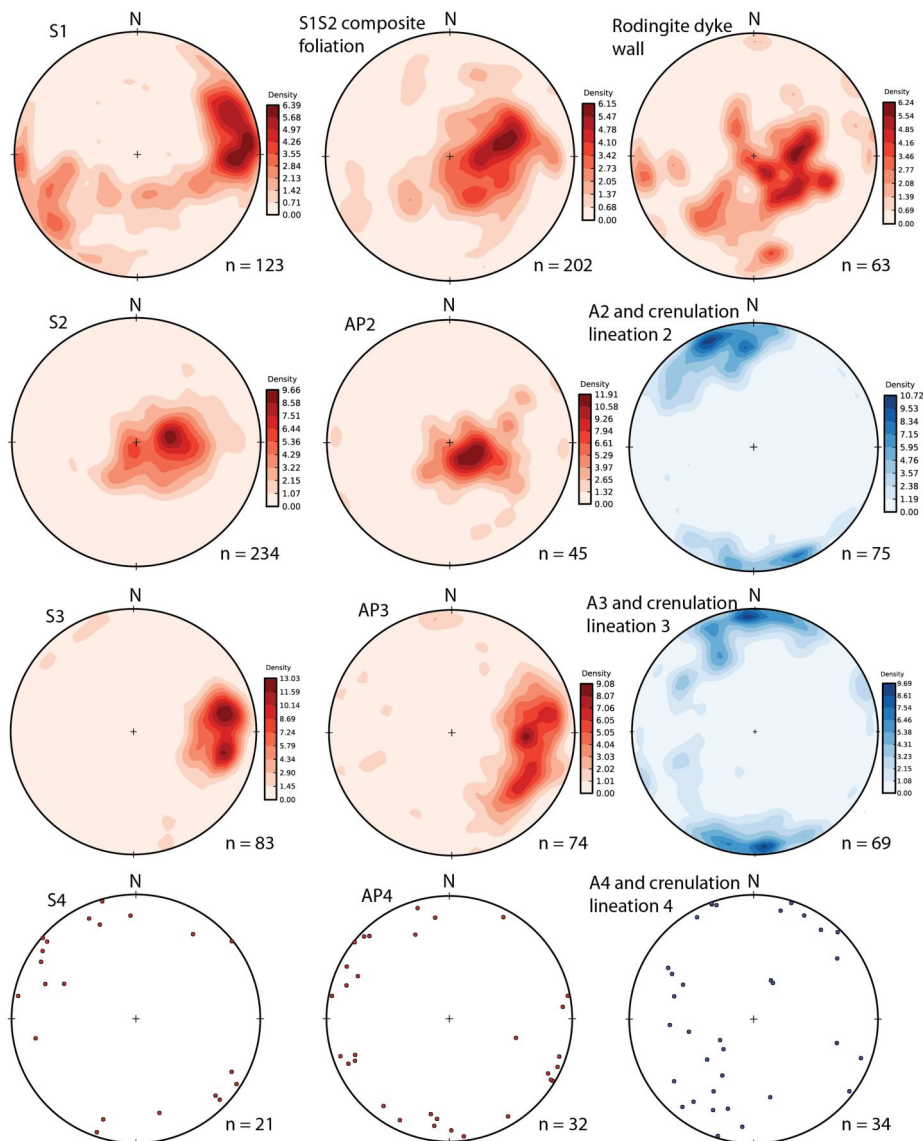 S1
N
Density
6.39
5.68
4.97
4.26
3.55
2.84
2.13
1.42
0.71
0.00
n = 123
S1S2 composite
foliation
N
Density
6.15
5.47
4.78
4.10
3.42
2.73
2.05
1.37
0.68
0.00
n = 202
Rodingite dyke
wall
N
Density
6.24
5.54
4.85
4.16
3.46
2.77
2.08
1.39
0.69
0.00
n = 63
S2
N
Density
9.66
8.58
7.51
6.44
5.36
4.29
3.22
2.15
1.07
0.00
n = 234
AP2
N
Density
11.91
10.58
9.26
7.94
6.61
5.29
3.97
2.65
1.32
0.00
n = 45
A2 and crenulation
lineation 2
N
Density
10.72
9.53
8.34
7.15
5.95
4.76
3.57
2.38
1.19
0.00
n = 75
S3
N
Density
13.03
11.59
10.14
8.69
7.24
5.79
4.35
2.90
1.45
0.00
n = 83
AP3
N
Density
9.08
8.07
7.06
6.05
5.04
4.04
3.03
2.02
1.01
0.00
n = 74
A3 and crenulation
lineation 3
N
Density
9.69
8.61
7.54
6.46
5.38
4.31
3.23
2.15
1.08
0.00
n = 69
S4
N
n = 21
AP4
N
n = 32
A4 and crenulation
lineation 4
N
n = 34